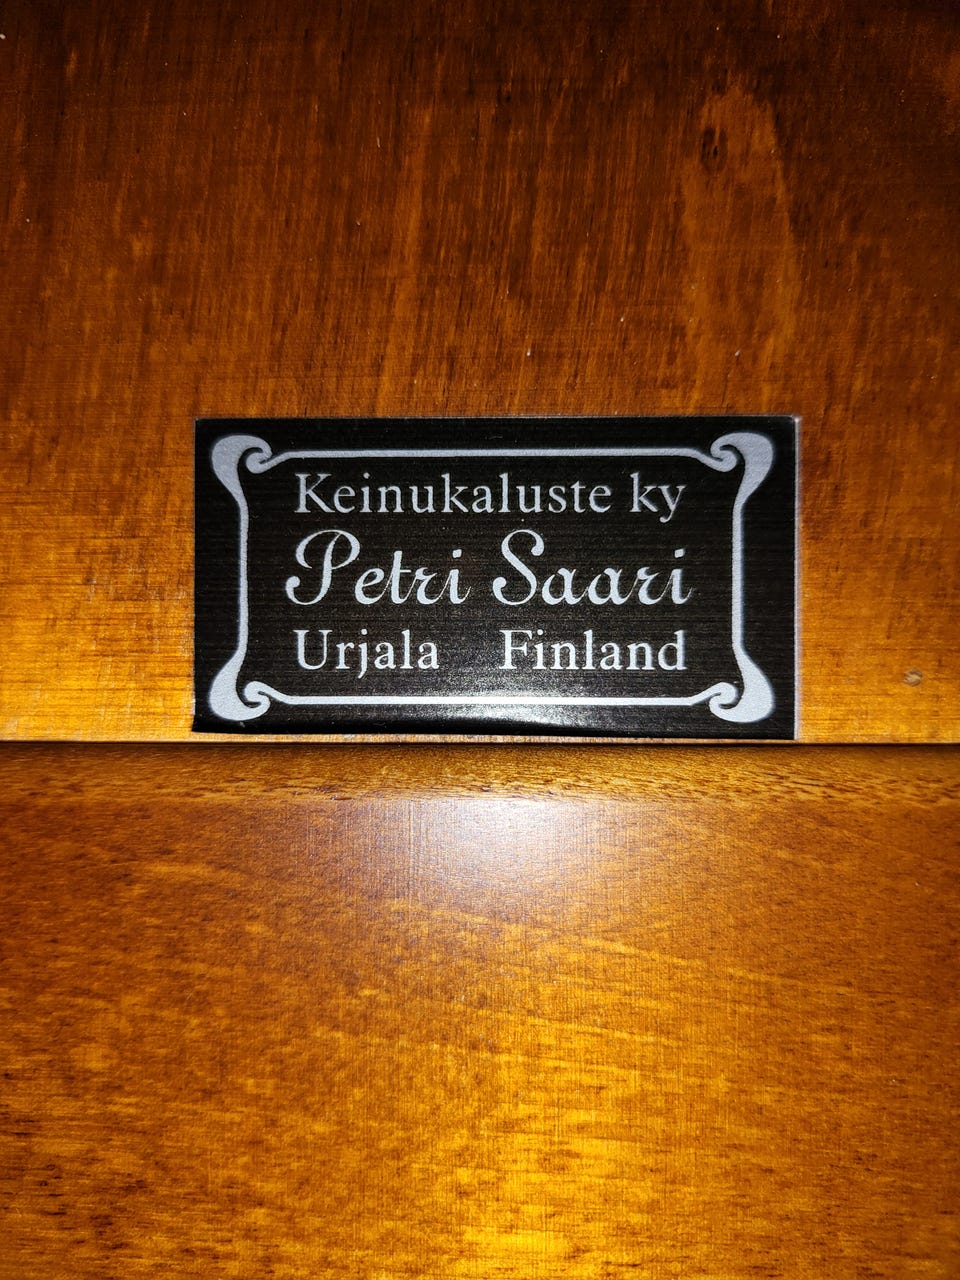 Keinukaluste ky
Petri Saari
Urjala Finland